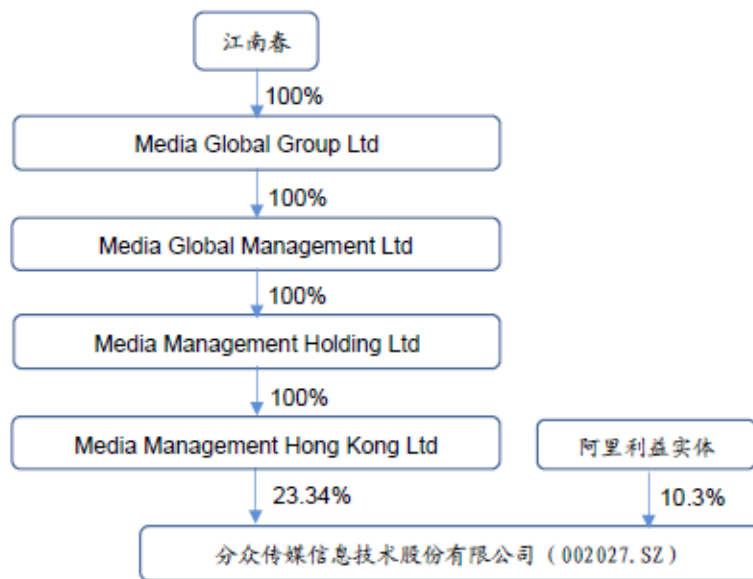 江南春
100%
Media Global Group Ltd
100%
Media Global Management Ltd
100%
Media Management Holding Ltd
100%
Media Management Hong Kong Ltd
阿里利益实体
23.34%
10.3%
分众传媒信息技术股份有限公司（002027.SZ）